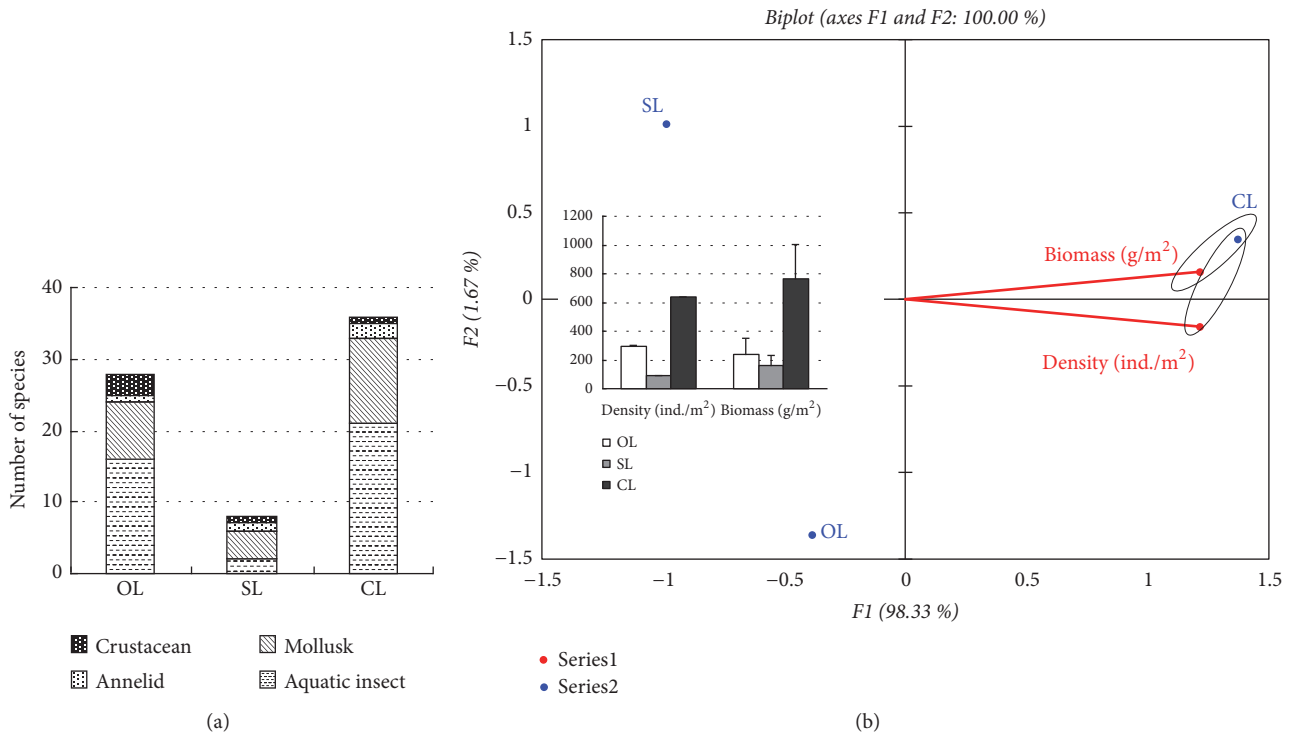 Number of species
40
30
20
10
0
OL
SL
CL
Crustacean
Mollusk
Annelid
Aquatic insect
(a)
Biplot (axes F1 and F2: 100.00 %)
F2 (1.67 %)
1.5
1
0.5
0
−0.5
−1
−1.5
SL
CL
Biomass (g/m²)
Density (ind./m²)
OL
1200
1000
800
600
400
200
0
Density (ind./m²) Biomass (g/m²)
OL
SL
CL
−1.5
−1
−0.5
0
0.5
1
1.5
F1 (98.33 %)
Series1
Series2
(b)